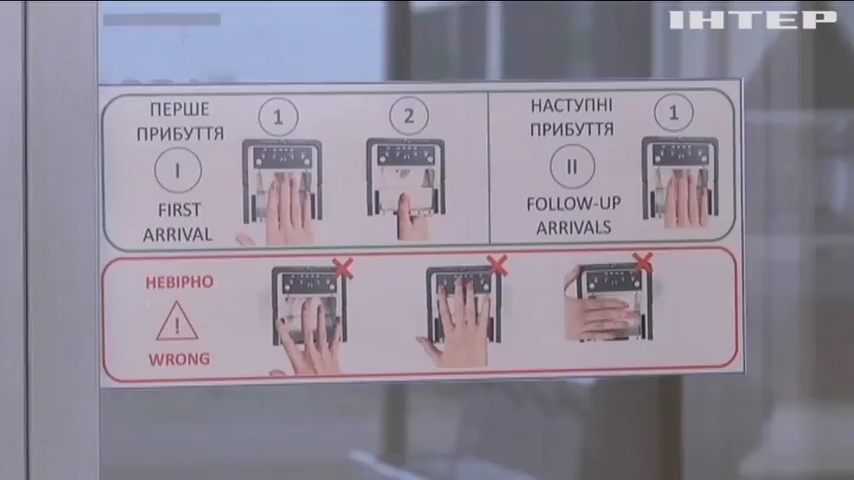 ІНТЕР
ПЕРШЕ
ПРИБУТТЯ
I
FIRST
ARRIVAL
1
2
НАСТУПНІ
ПРИБУТТЯ
II
FOLLOW-UP
ARRIVALS
1
НЕВІРНО
!
WRONG